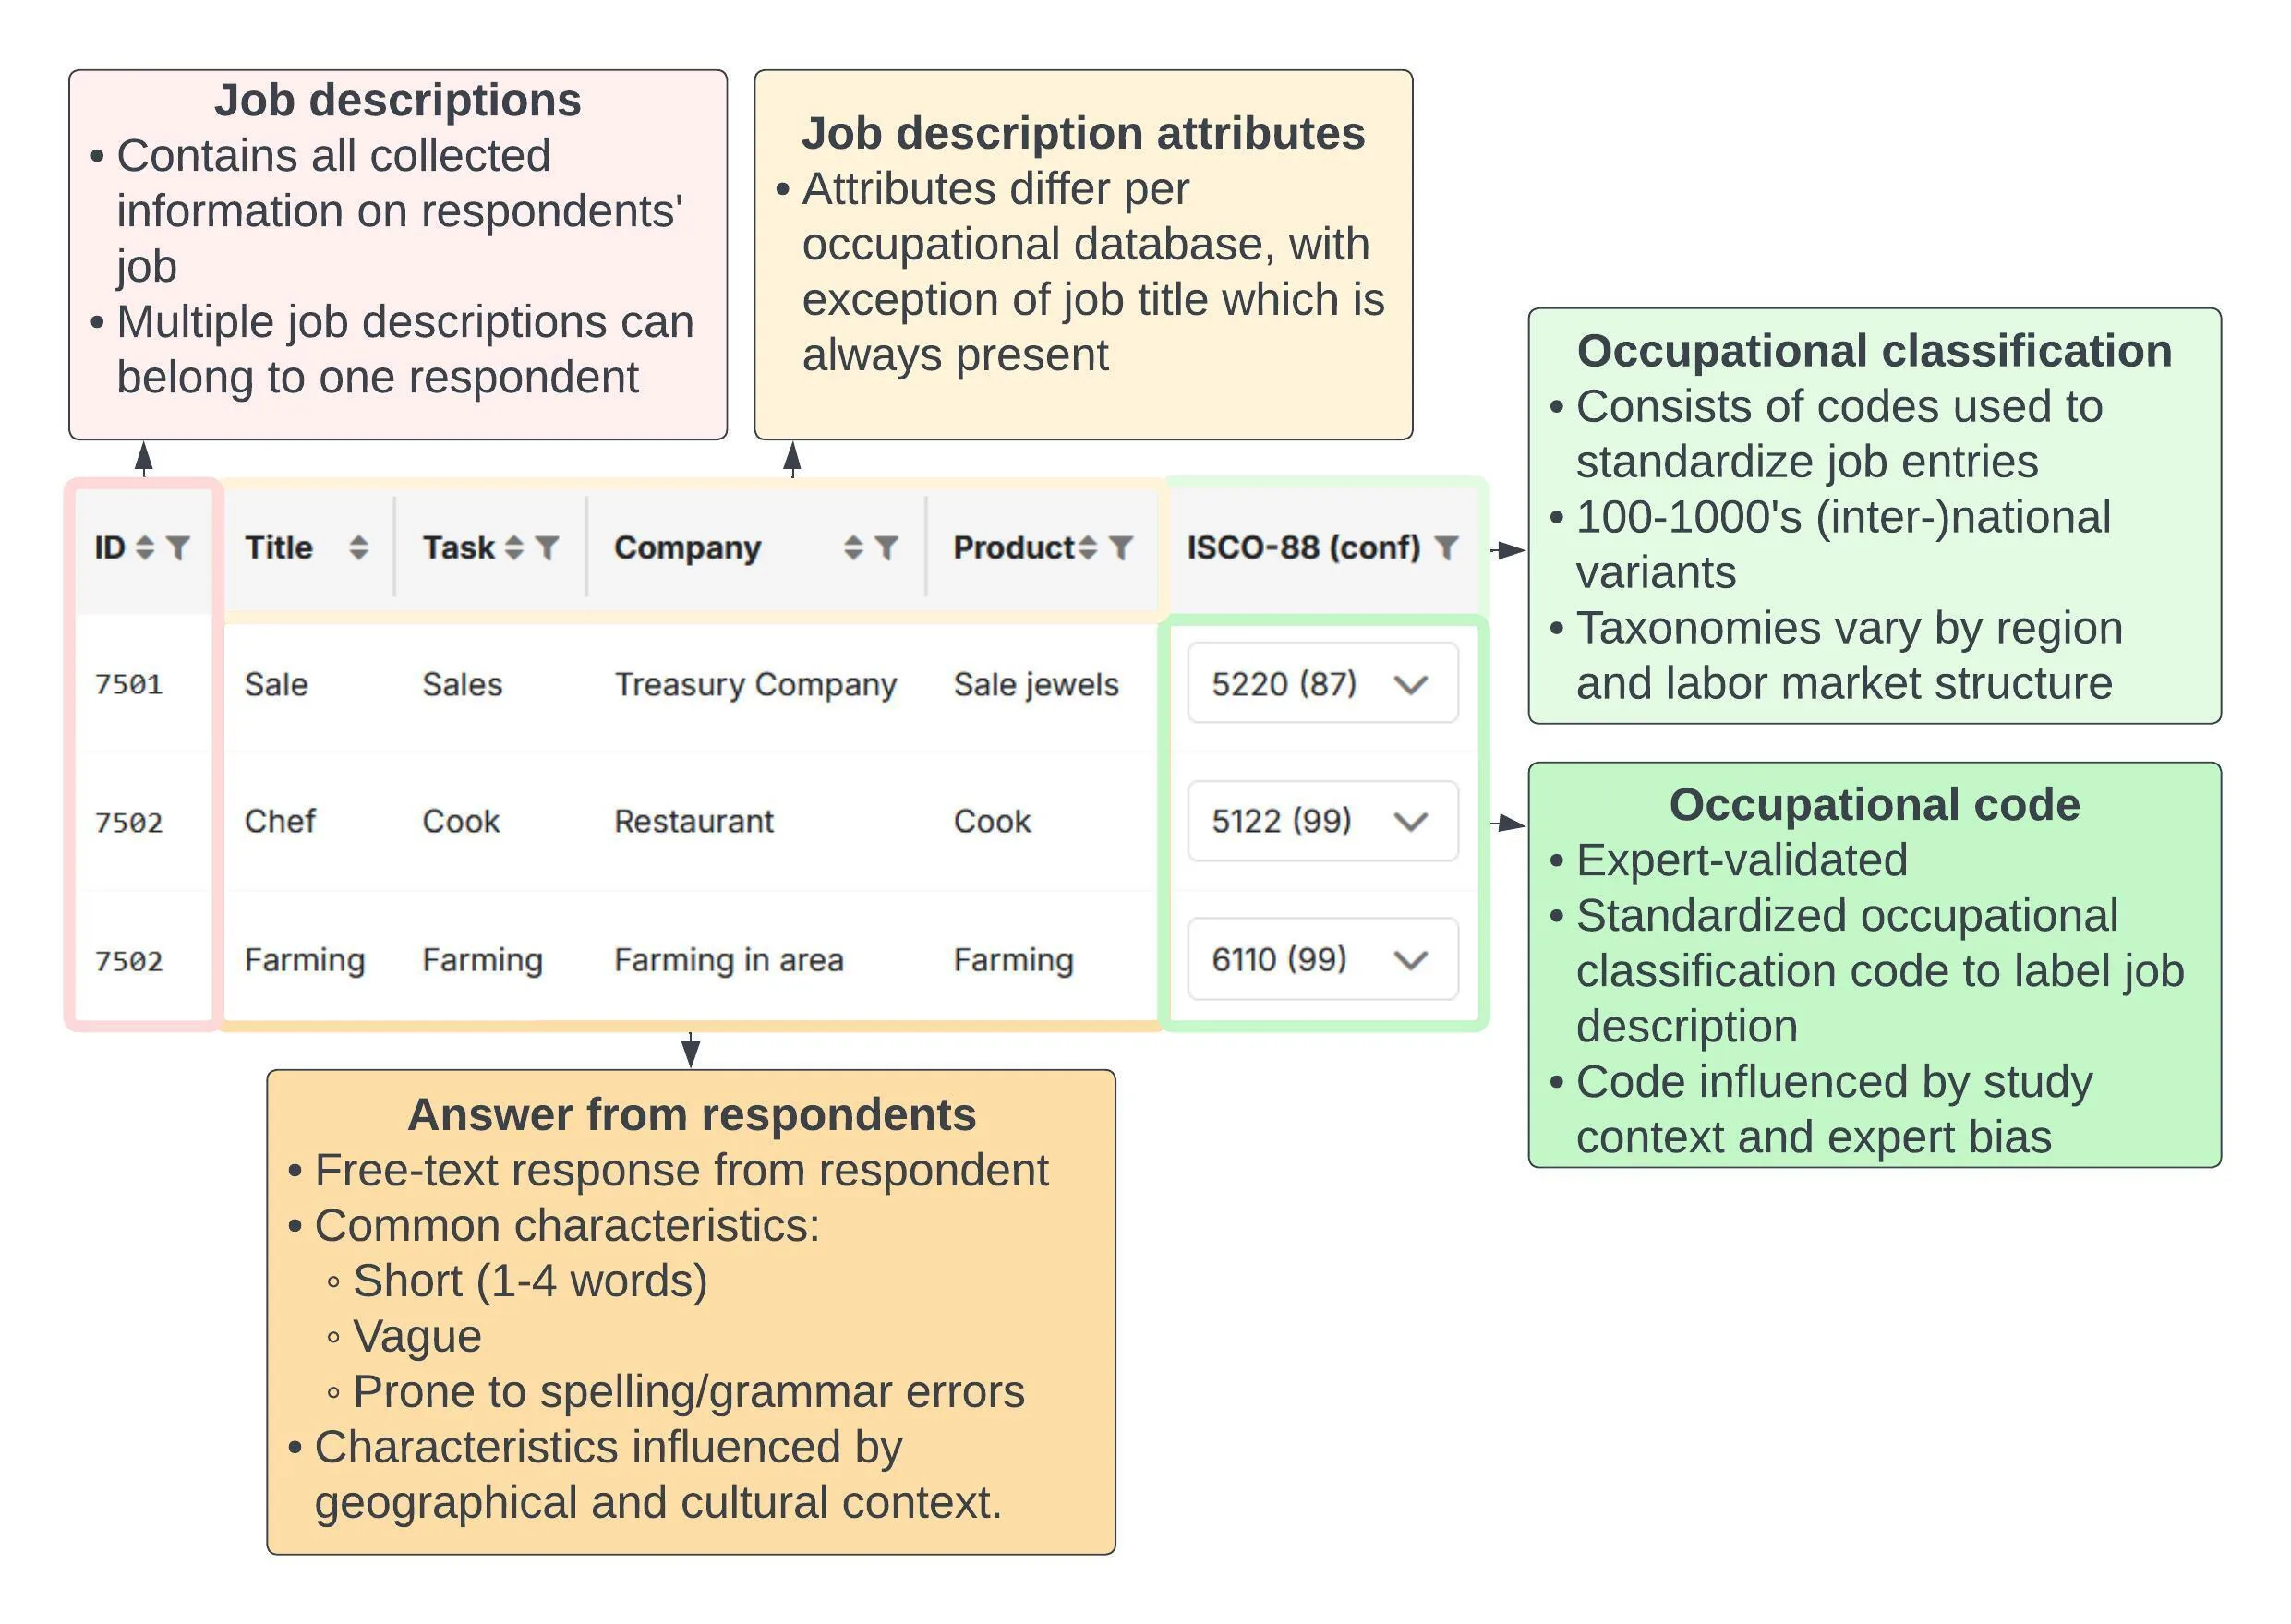 Job descriptions
• Contains all collected
information on respondents'
job
• Multiple job descriptions can
belong to one respondent
Job description attributes
• Attributes differ per
occupational database, with
exception of job title which is
always present
Occupational classification
• Consists of codes used to
standardize job entries
• 100-1000's (inter-)national
variants
• Taxonomies vary by region
and labor market structure
ID Title Task Company Product ISCO-88 (conf)
7501 Sale Sales Treasury Company Sale jewels 5220 (87)
7502 Chef Cook Restaurant Cook 5122 (99)
7502 Farming Farming Farming in area Farming 6110 (99)
Occupational code
• Expert-validated
• Standardized occupational
classification code to label job
description
• Code influenced by study
context and expert bias
Answer from respondents
• Free-text response from respondent
• Common characteristics:
◦ Short (1-4 words)
◦ Vague
◦ Prone to spelling/grammar errors
• Characteristics influenced by
geographical and cultural context.